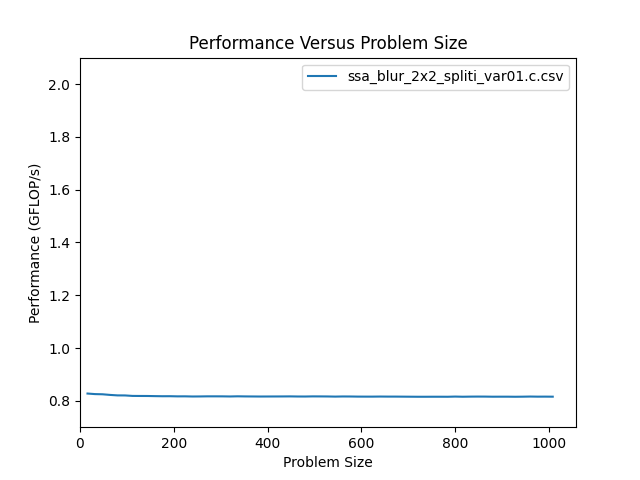 Performance Versus Problem Size
ssa_blur_2x2_spliti_var01.c.csv
Performance (GFLOP/s)
2.0
1.8
1.6
1.4
1.2
1.0
0.8
0 200 400 600 800 1000
Problem Size